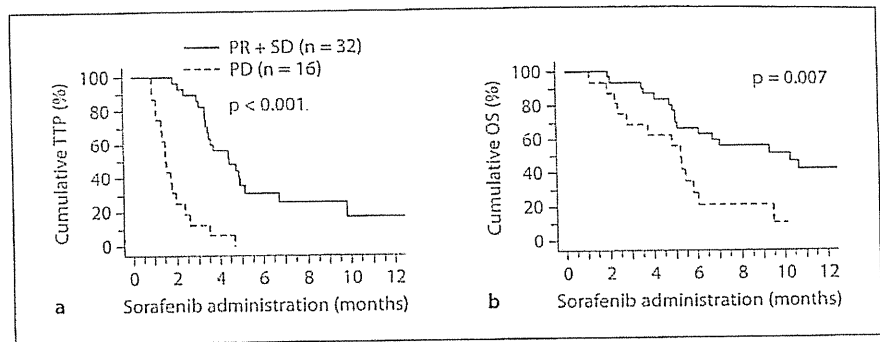 PR + SD (n = 32)
PD (n = 16)
p < 0.001.
Cumulative TTP (%)
100
80
60
40
20
0
0 2 4 6 8 10 12
a Sorafenib administration (months)
p = 0.007
Cumulative OS (%)
100
80
60
40
20
0
0 2 4 6 8 10 12
b Sorafenib administration (months)